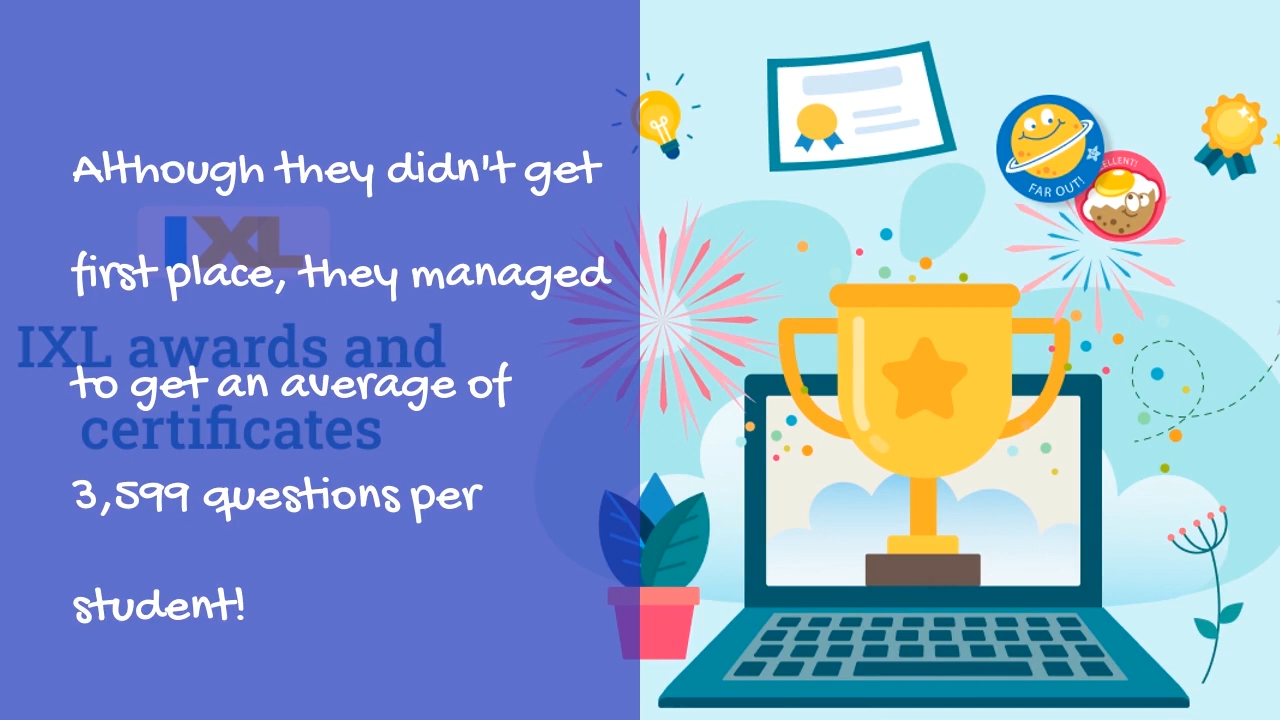 Although they didn't get
IXL
first place, they managed
IXL awards and
to get an average of
certificates
3,599 questions per
student!
FAR OUT!
ELLENT!